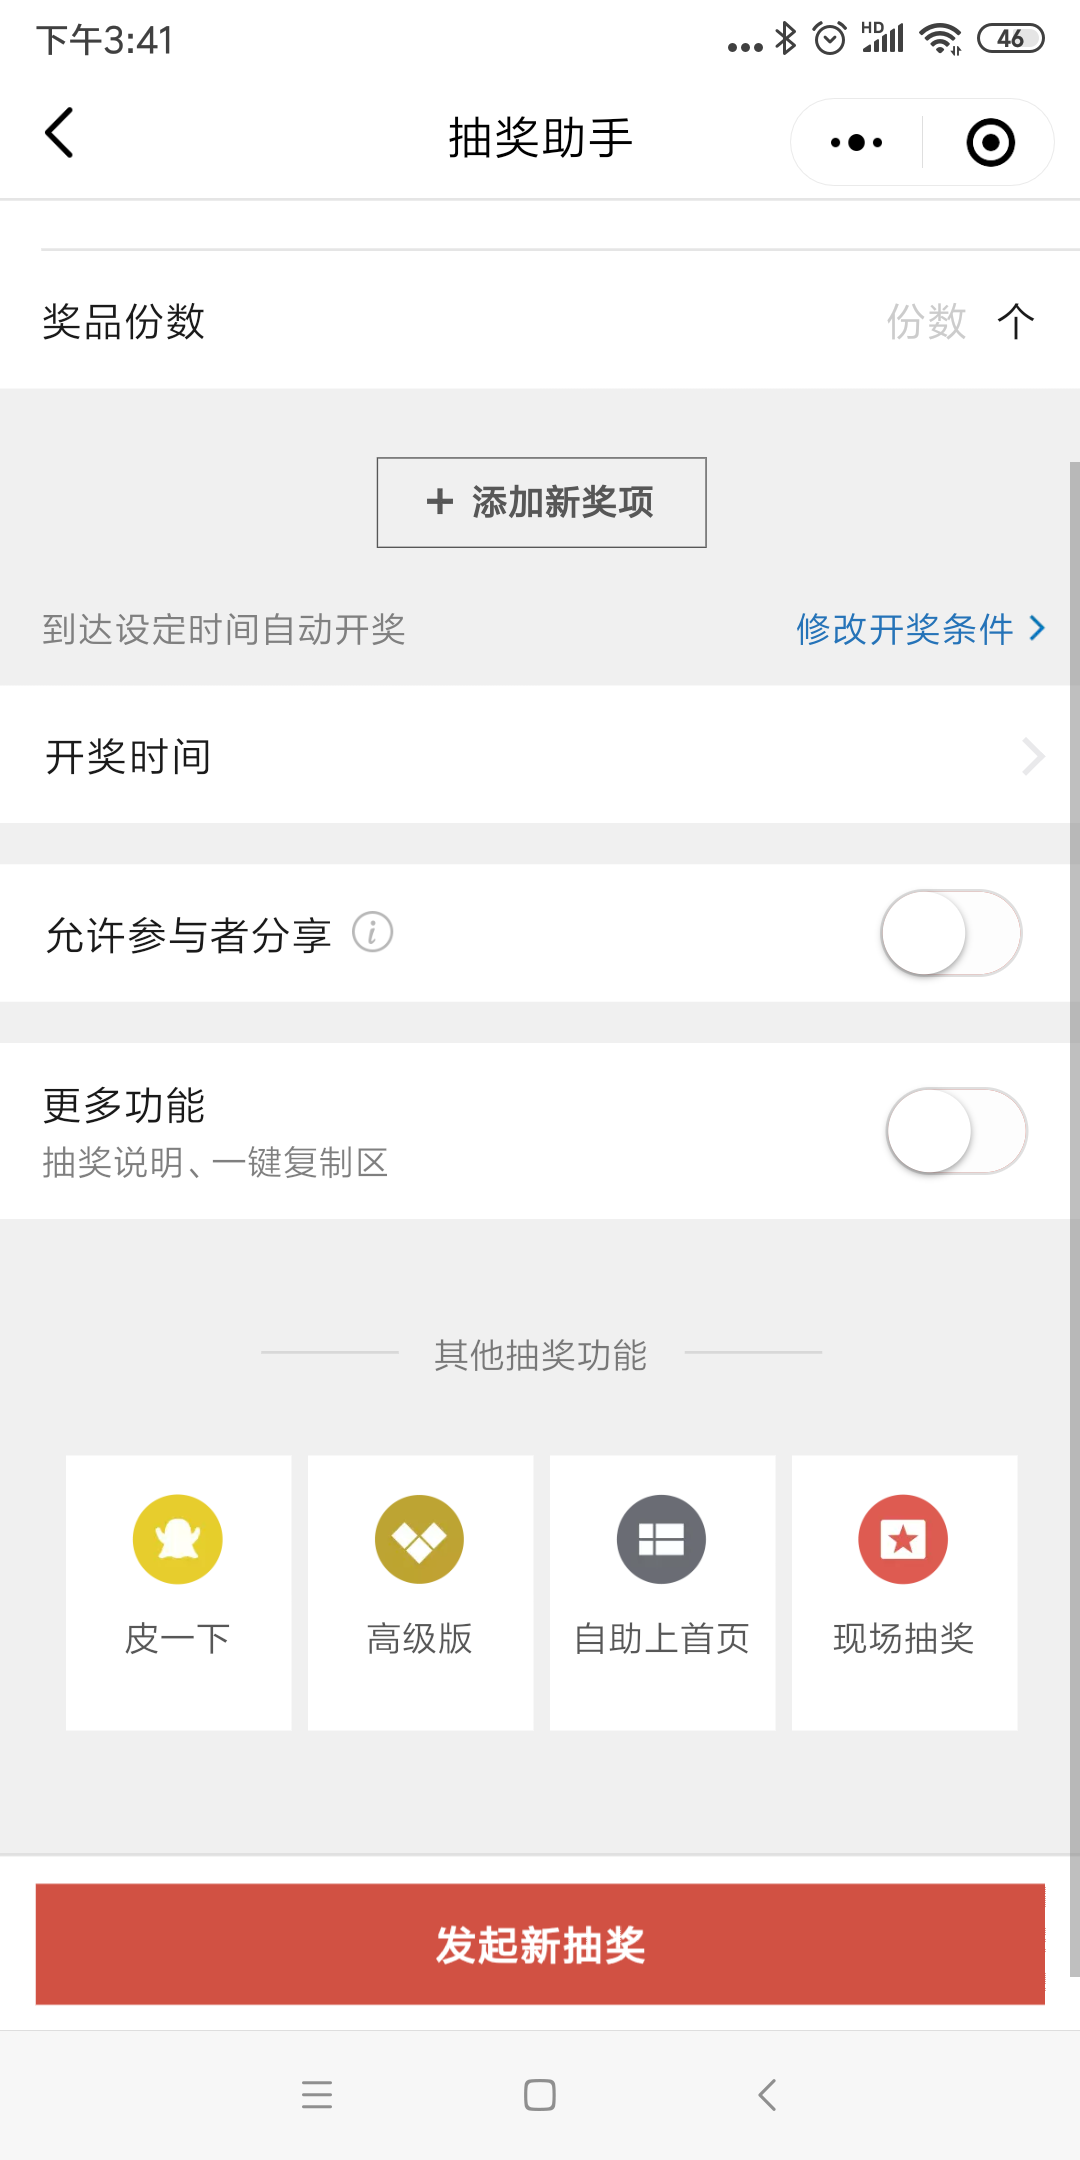 下午3:41
HD
46
抽奖助手
奖品份数
份数 个
+ 添加新奖项
到达设定时间自动开奖
修改开奖条件
开奖时间
允许参与者分享
i
更多功能
抽奖说明、一键复制区
其他抽奖功能
皮一下
高级版
自助上首页
现场抽奖
发起新抽奖